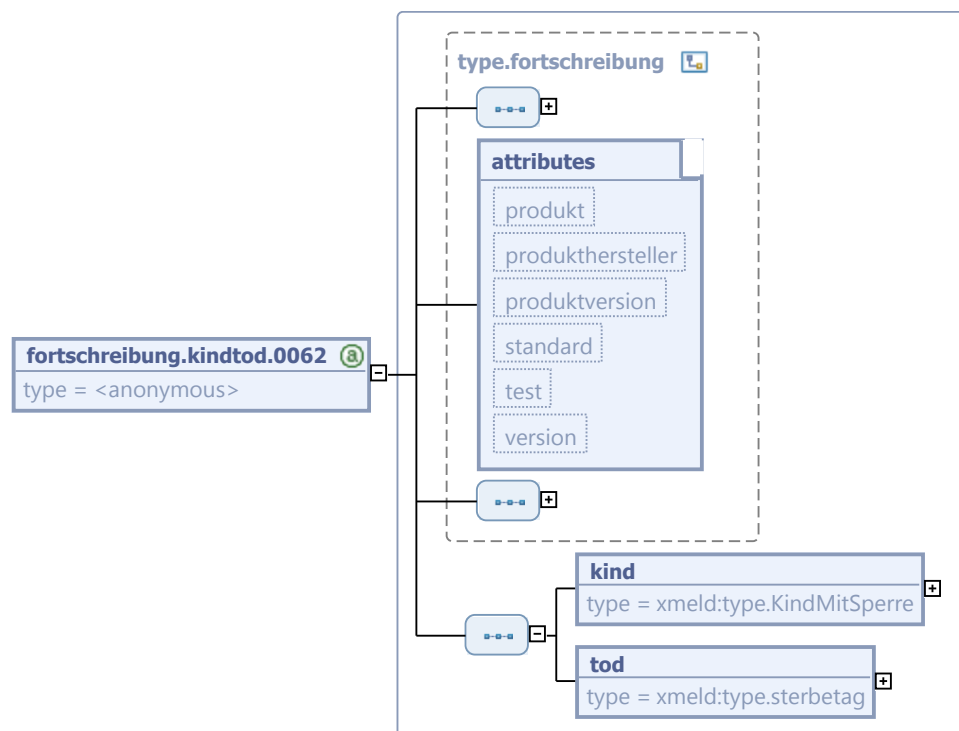 type.fortschreibung
attributes
produkt
produkthersteller
produktversion
standard
test
version
fortschreibung.kindtod.0062 a
type = <anonymous>
kind
type = xmeld:type.KindMitSperre
tod
type = xmeld:type.sterbetag